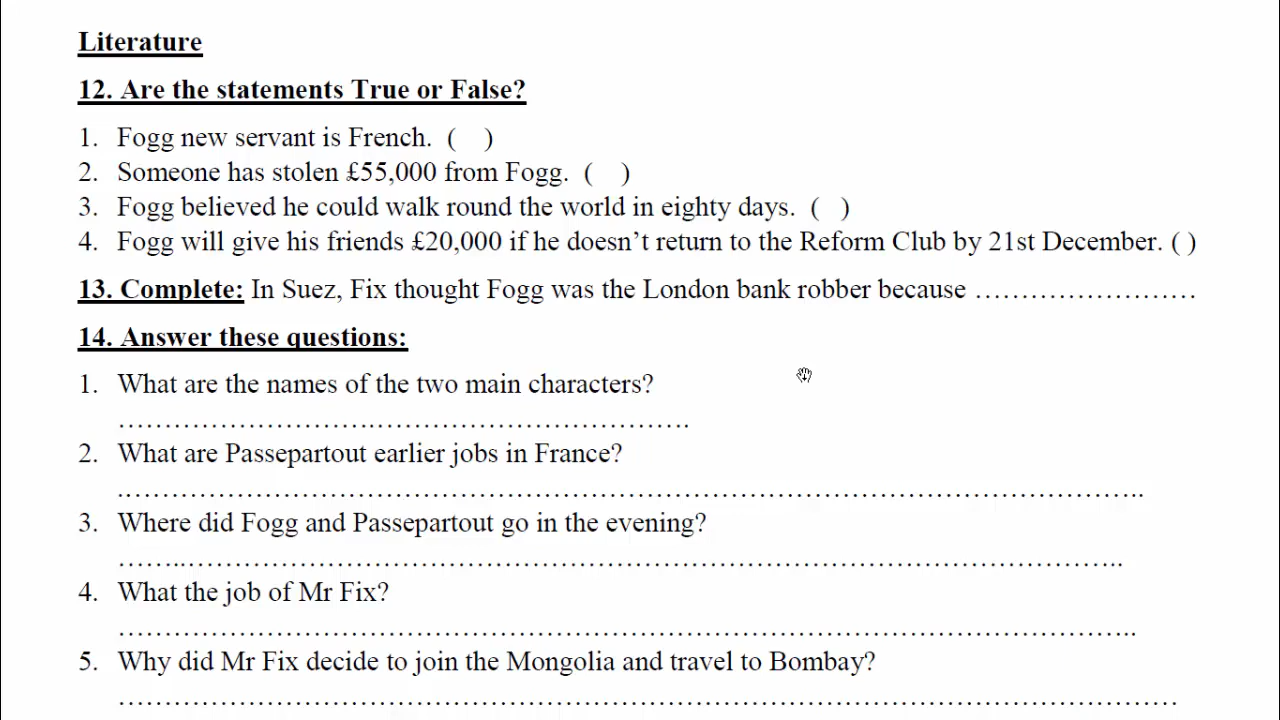 Literature
12. Are the statements True or False?
1. Fogg new servant is French. ( )
2. Someone has stolen £55,000 from Fogg. ( )
3. Fogg believed he could walk round the world in eighty days. ( )
4. Fogg will give his friends £20,000 if he doesn’t return to the Reform Club by 21st December. ( )
13. Complete: In Suez, Fix thought Fogg was the London bank robber because ……………………
14. Answer these questions:
1. What are the names of the two main characters?
……………………………………………………….
2. What are Passepartout earlier jobs in France?
.…………………………………………………………………………………………………..
3. Where did Fogg and Passepartout go in the evening?
……..………………………………………………………………………………………..
4. What the job of Mr Fix?
…………………………………………………………………………………………………..
5. Why did Mr Fix decide to join the Mongolia and travel to Bombay?
………………………………………………………………………………………………………